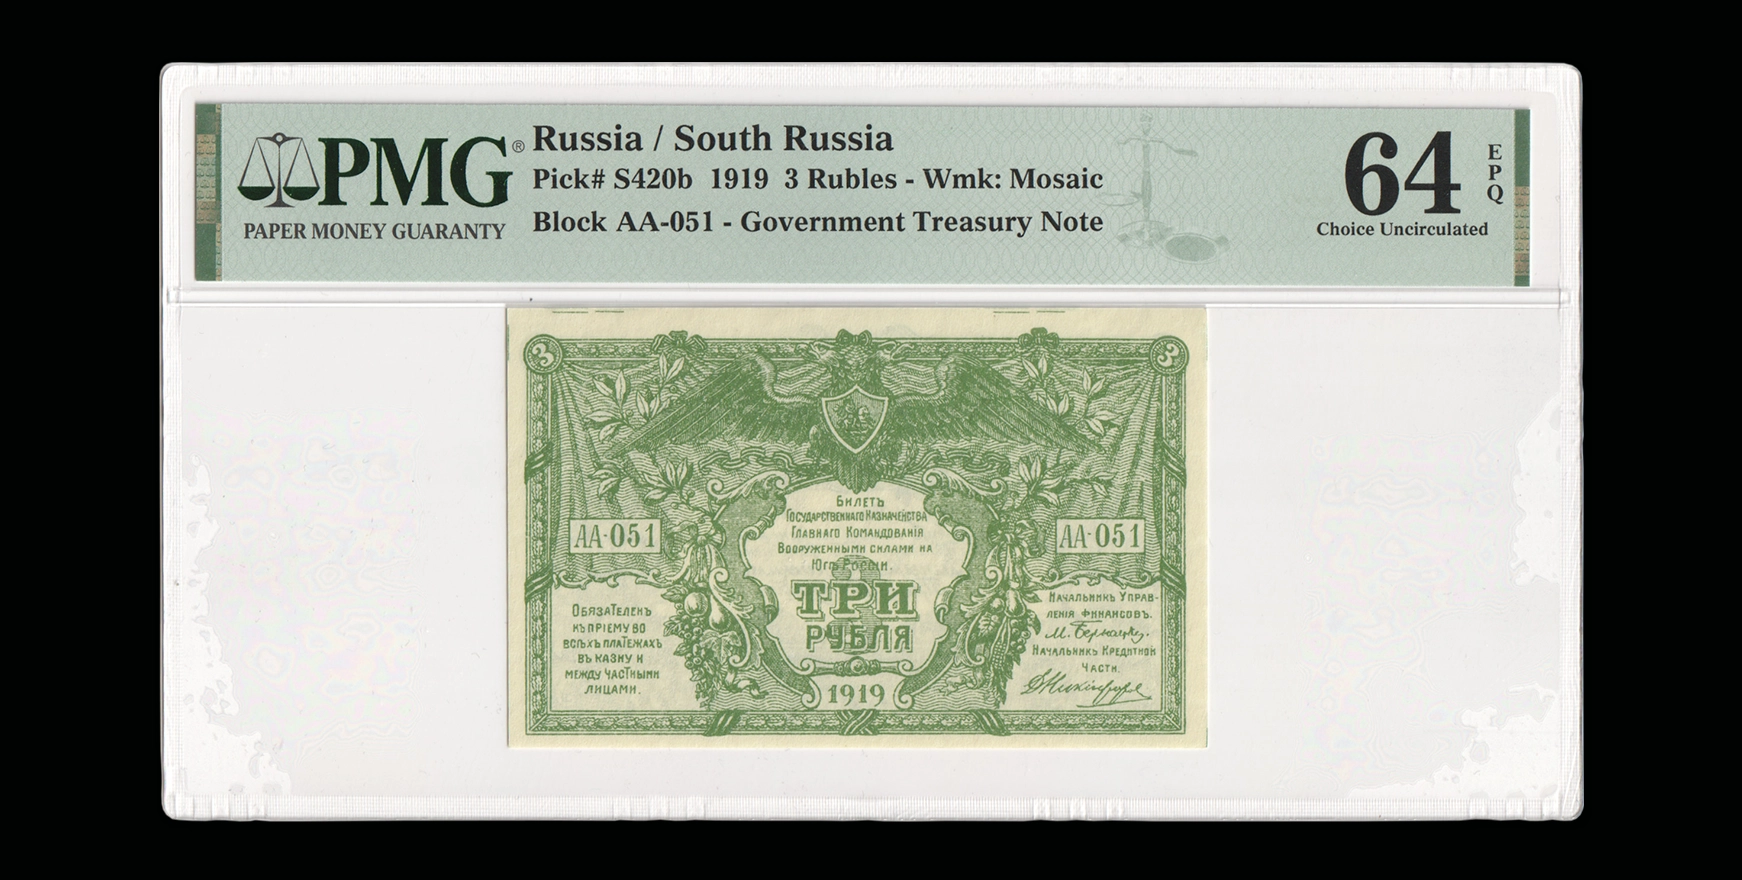 PMG®
PAPER MONEY GUARANTY
Russia / South Russia
Pick# S420b 1919 3 Rubles - Wmk: Mosaic
Block AA-051 - Government Treasury Note
64 EPQ
Choice Uncirculated
3 3
БИЛЕТЪ
ГОСУДАРСТВЕННАГО КАЗНАЧЕЙСТВА
ГЛАВНАГО КОМАНДОВАНІЯ
ВООРУЖЕННЫМИ СИЛАМИ НА
ЮГѢ РОССІИ.
АА-051 АА-051
ТРИ
РУБЛЯ
1919
ОБЯЗАТЕЛЕНЪ
КЪ ПРІЕМУ ВО
ВСѢХЪ ПЛАТЕЖАХЪ
ВЪ КАЗНУ И
МЕЖДУ ЧАСТНЫМИ
ЛИЦАМИ.
НАЧАЛЬНИКЪ УПРАВ-
ЛЕНІЯ ФИНАНСОВЪ.
М. Бернацкій.
НАЧАЛЬНИКЪ КРЕДИТНОЙ
ЧАСТИ.